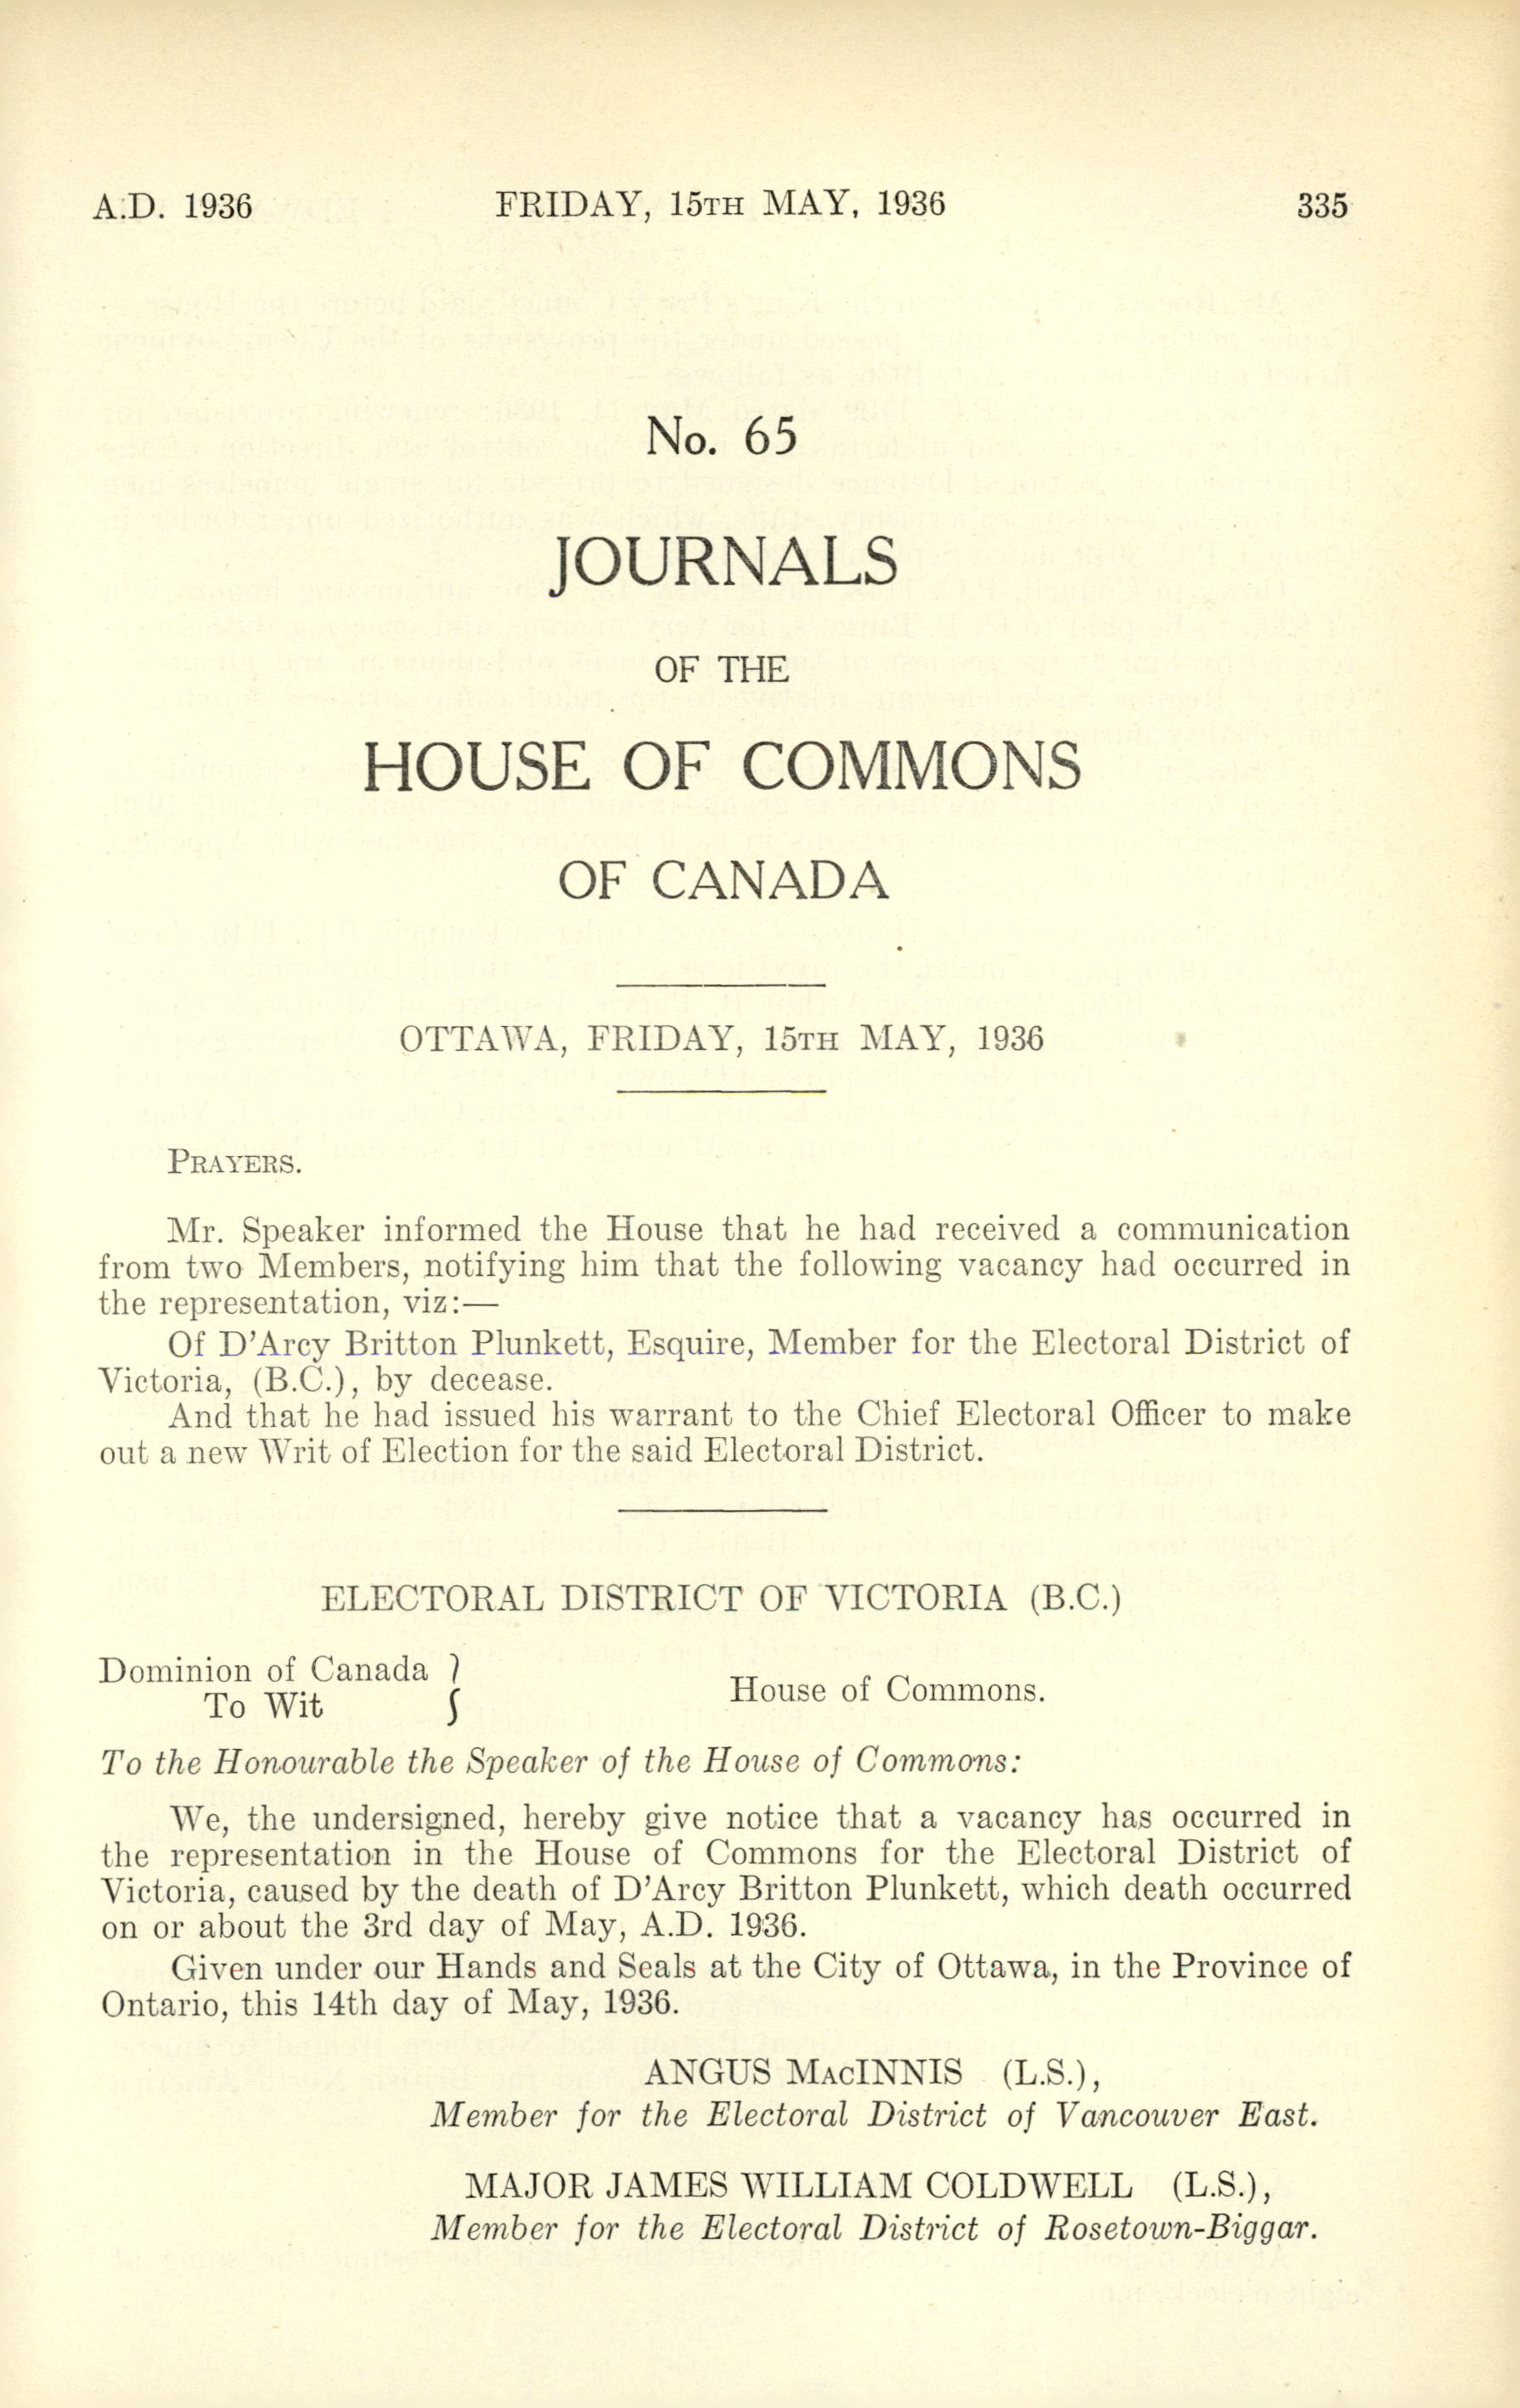 A.D. 1936 FRIDAY, 15TH MAY, 1936 335
No. 65
JOURNALS
OF THE
HOUSE OF COMMONS
OF CANADA
OTTAWA, FRIDAY, 15TH MAY, 1936
PRAYERS.
Mr. Speaker informed the House that he had received a communication
from two Members, notifying him that the following vacancy had occurred in
the representation, viz:—
Of D'Arcy Britton Plunkett, Esquire, Member for the Electoral District of
Victoria, (B.C.), by decease.
And that he had issued his warrant to the Chief Electoral Officer to make
out a new Writ of Election for the said Electoral District.
ELECTORAL DISTRICT OF VICTORIA (B.C.)
Dominion of Canada }
To Wit
House of Commons.
To the Honourable the Speaker of the House of Commons:
We, the undersigned, hereby give notice that a vacancy has occurred in
the representation in the House of Commons for the Electoral District of
Victoria, caused by the death of D'Arcy Britton Plunkett, which death occurred
on or about the 3rd day of May, A.D. 1936.
Given under our Hands and Seals at the City of Ottawa, in the Province of
Ontario, this 14th day of May, 1936.
ANGUS MACINNIS (L.S.),
Member for the Electoral District of Vancouver East.
MAJOR JAMES WILLIAM COLDWELL (L.S.),
Member for the Electoral District of Rosetown-Biggar.